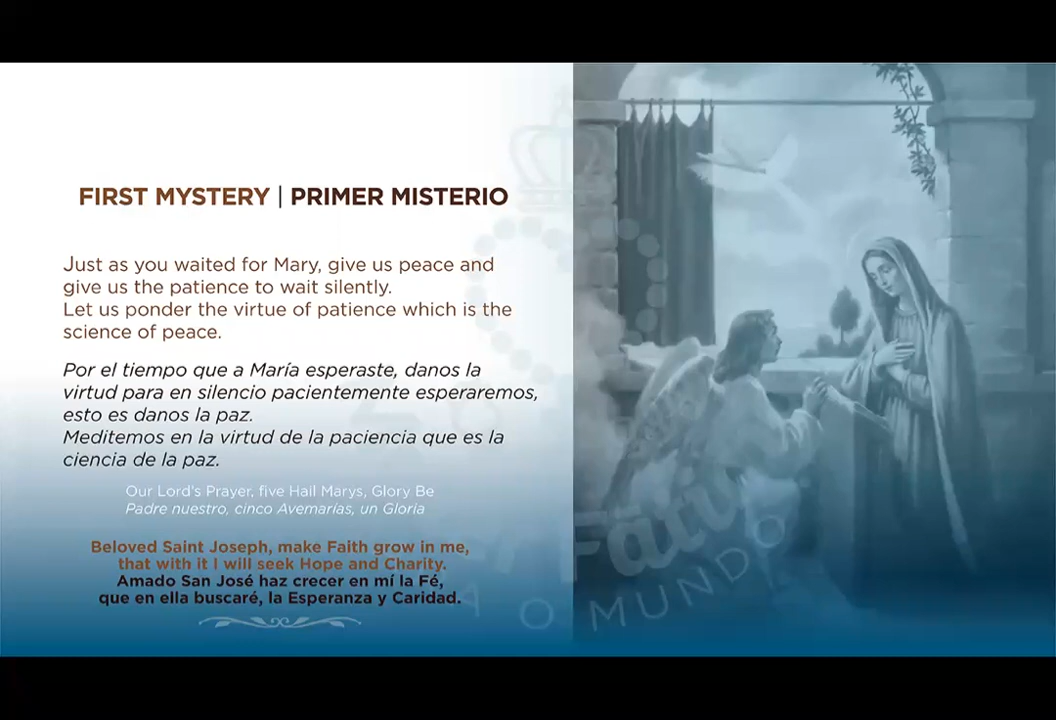 FIRST MYSTERY | PRIMER MISTERIO
Just as you waited for Mary, give us peace and
give us the patience to wait silently.
Let us ponder the virtue of patience which is the
science of peace.
Por el tiempo que a María esperaste, danos la
virtud para en silencio pacientemente esperaremos,
esto es danos la paz.
Meditemos en la virtud de la paciencia que es la
ciencia de la paz.
Our Lord's Prayer, five Hail Marys, Glory Be
Padre nuestro, cinco Avemarías, un Gloria
Beloved Saint Joseph, make Faith grow in me,
that with it I will seek Hope and Charity.
Amado San José haz crecer en mí la Fé,
que en ella buscaré, la Esperanza y Caridad.
Fáti
A O MUNDO